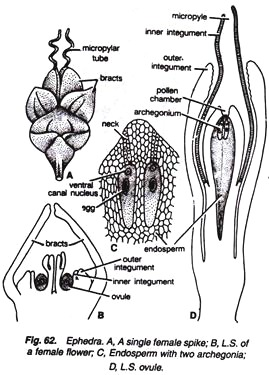 micropyle
inner integument
micropylar
tube
outer
integument
bracts
pollen
chamber
archegonium
neck
A
ventral
canal nucleus
egg
C
endosperm
bracts
outer
integument
inner integument
ovule
B
D
Fig. 62. Ephedra. A, A single female spike; B, L.S. of
a female flower; C, Endosperm with two archegonia;
D, L.S. ovule.